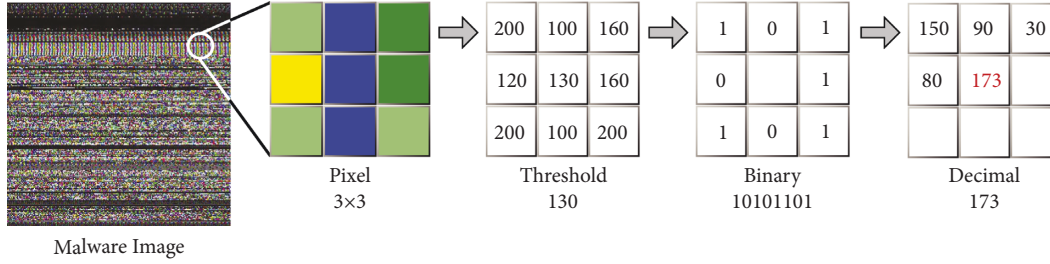 200 100 160
120 130 160
200 100 200
1 0 1
0 1
1 0 1
150 90 30
80 173
Pixel
3×3
Threshold
130
Binary
10101101
Decimal
173
Malware Image